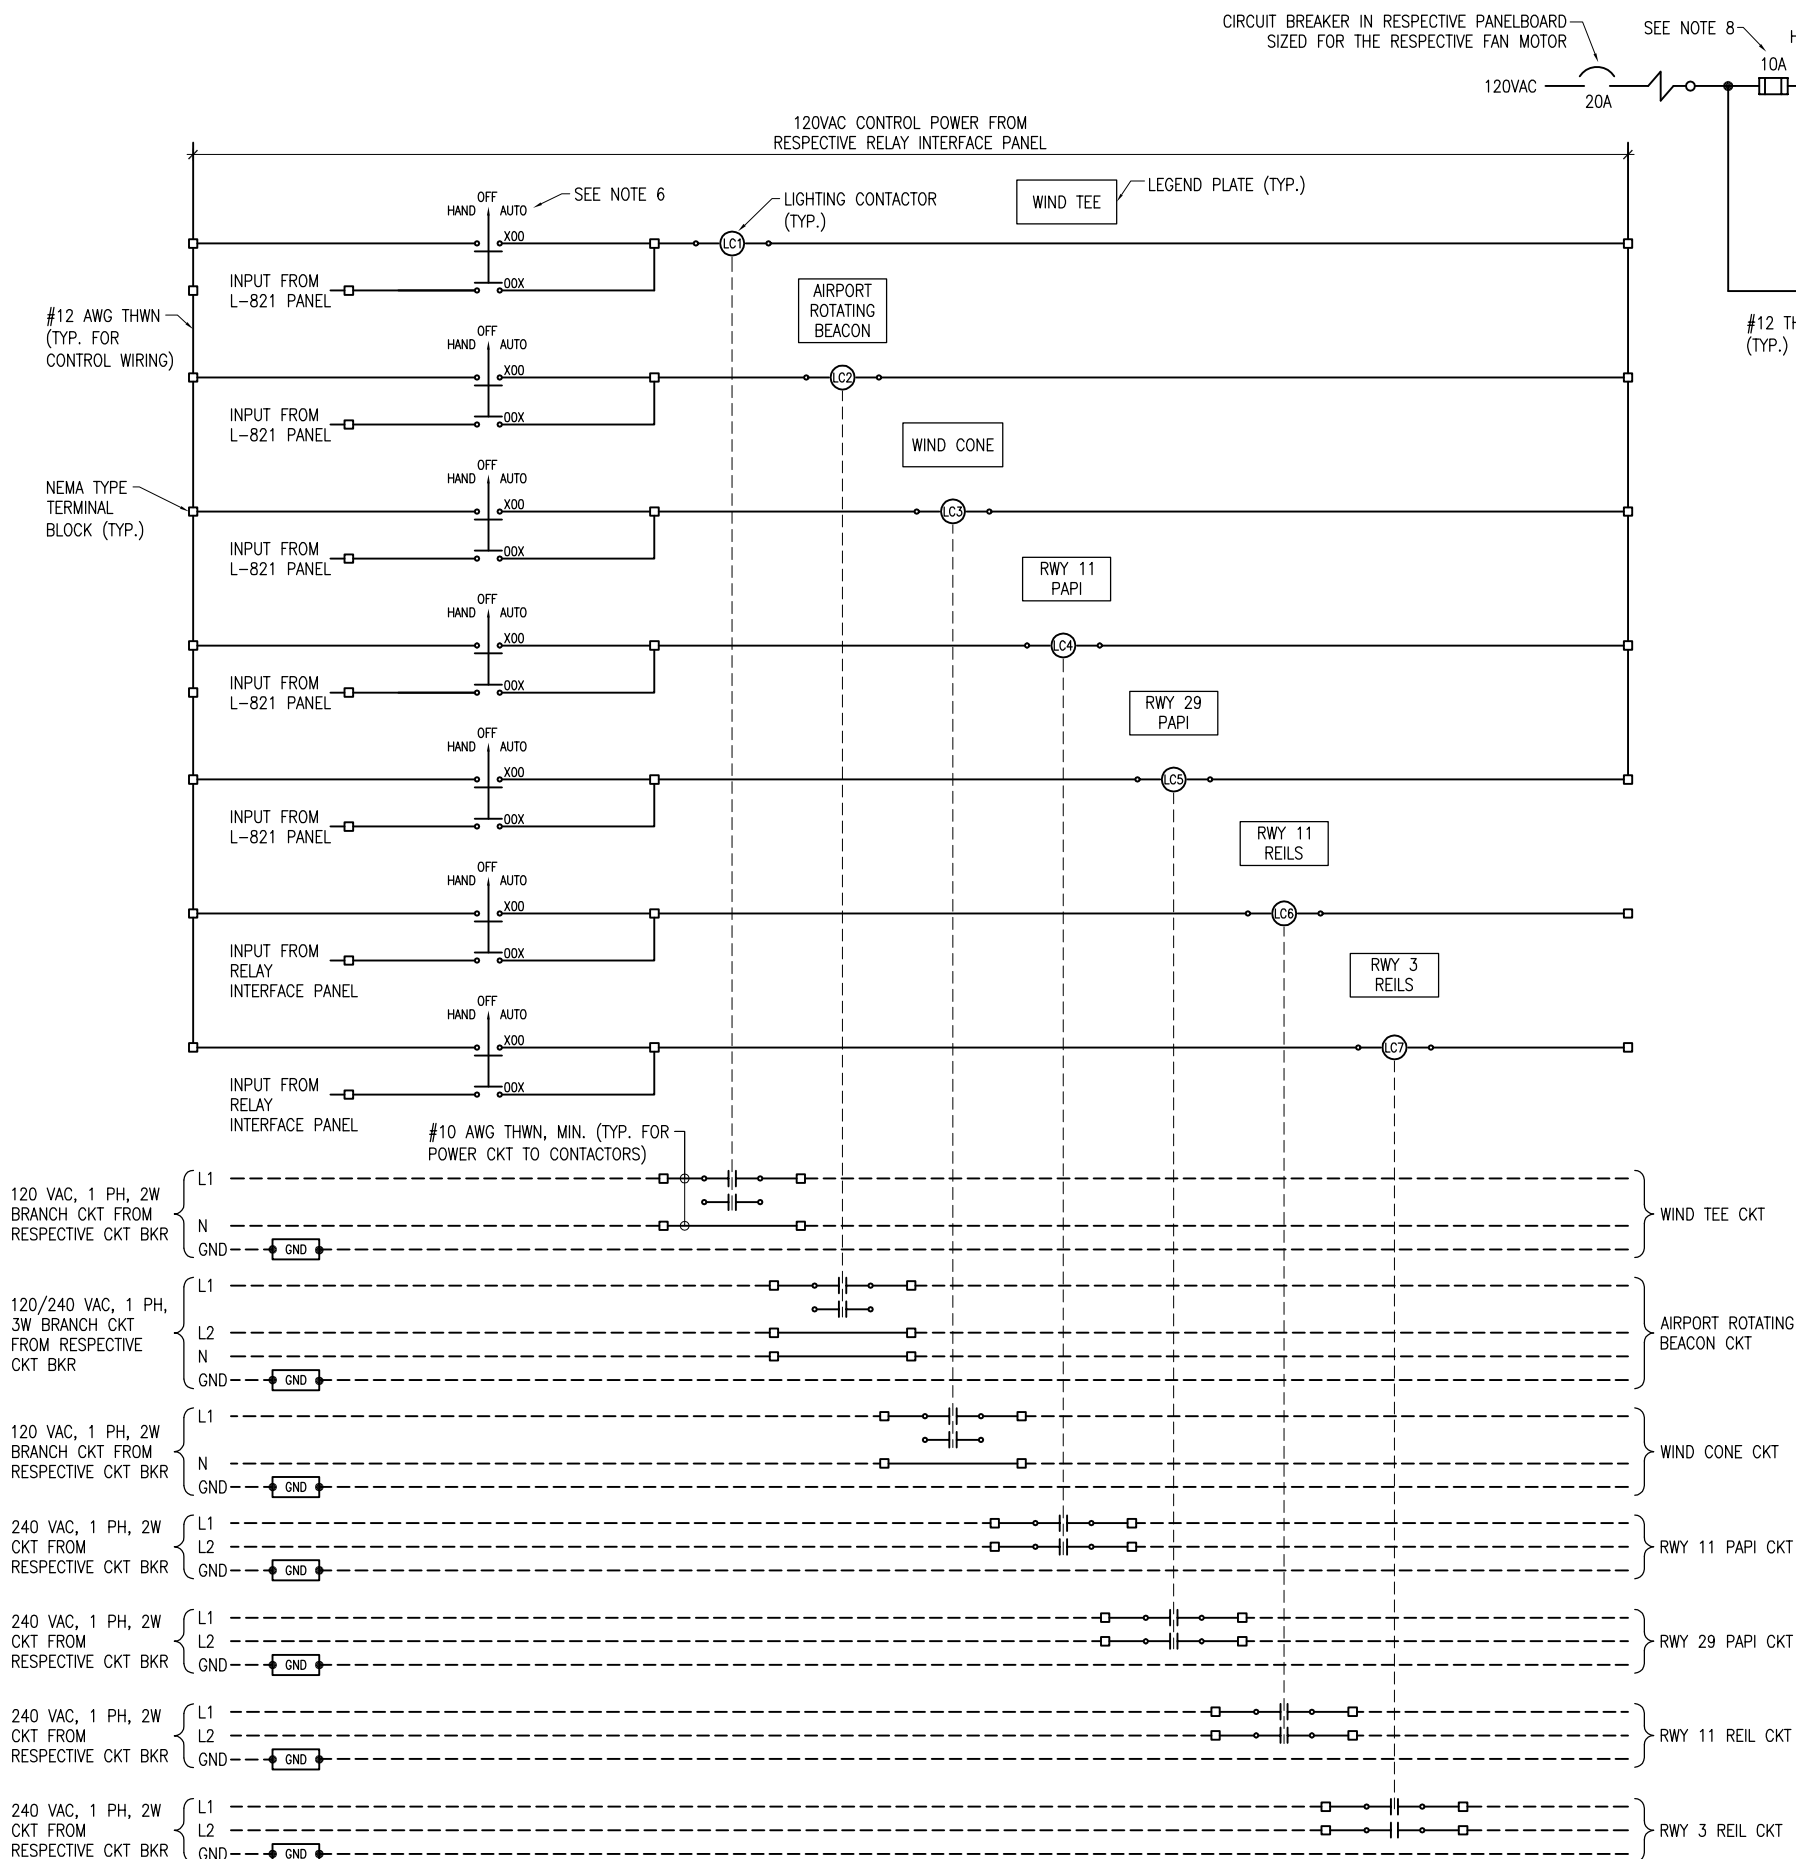 CIRCUIT BREAKER IN RESPECTIVE PANELBOARD
SIZED FOR THE RESPECTIVE FAN MOTOR
SEE NOTE 8
H
10A
120VAC
20A
120VAC CONTROL POWER FROM
RESPECTIVE RELAY INTERFACE PANEL
OFF
HAND AUTO
SEE NOTE 6
X00
00X
LIGHTING CONTACTOR
(TYP.)
LC1
WIND TEE
LEGEND PLATE (TYP.)
INPUT FROM
L-821 PANEL
#12 AWG THWN
(TYP. FOR
CONTROL WIRING)
#12 TH
(TYP.)
AIRPORT
ROTATING
BEACON
OFF
HAND AUTO
X00
00X
LC2
INPUT FROM
L-821 PANEL
WIND CONE
OFF
HAND AUTO
X00
00X
LC3
NEMA TYPE
TERMINAL
BLOCK (TYP.)
INPUT FROM
L-821 PANEL
RWY 11
PAPI
OFF
HAND AUTO
X00
00X
LC4
INPUT FROM
L-821 PANEL
RWY 29
PAPI
OFF
HAND AUTO
X00
00X
LC5
INPUT FROM
L-821 PANEL
RWY 11
REILS
OFF
HAND AUTO
X00
00X
LC6
INPUT FROM
RELAY
INTERFACE PANEL
RWY 3
REILS
OFF
HAND AUTO
X00
00X
LC7
INPUT FROM
RELAY
INTERFACE PANEL
#10 AWG THWN, MIN. (TYP. FOR
POWER CKT TO CONTACTORS)
120 VAC, 1 PH, 2W
BRANCH CKT FROM
RESPECTIVE CKT BKR
L1
N
GND
GND
WIND TEE CKT
120/240 VAC, 1 PH,
3W BRANCH CKT
FROM RESPECTIVE
CKT BKR
L1
L2
N
GND
GND
AIRPORT ROTATING
BEACON CKT
120 VAC, 1 PH, 2W
BRANCH CKT FROM
RESPECTIVE CKT BKR
L1
N
GND
GND
WIND CONE CKT
240 VAC, 1 PH, 2W
CKT FROM
RESPECTIVE CKT BKR
L1
L2
GND
GND
RWY 11 PAPI CKT
240 VAC, 1 PH, 2W
CKT FROM
RESPECTIVE CKT BKR
L1
L2
GND
GND
RWY 29 PAPI CKT
240 VAC, 1 PH, 2W
CKT FROM
RESPECTIVE CKT BKR
L1
L2
GND
GND
RWY 11 REIL CKT
240 VAC, 1 PH, 2W
CKT FROM
RESPECTIVE CKT BKR
L1
L2
GND
GND
RWY 3 REIL CKT